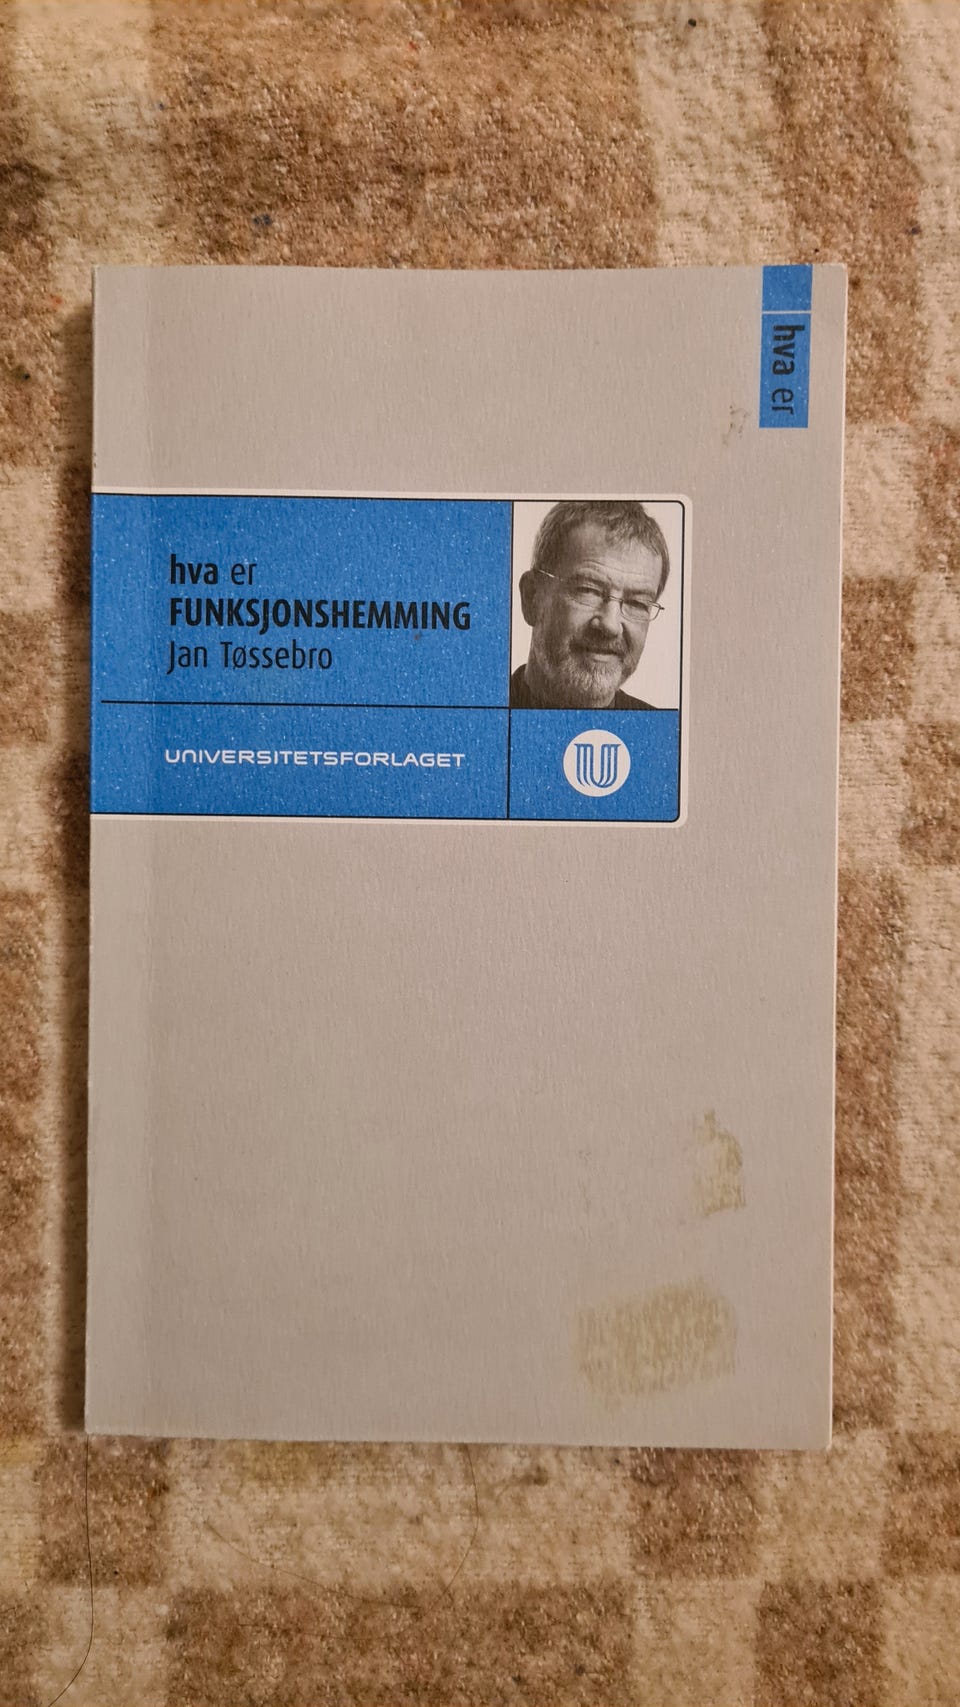 hva er
hva er
FUNKSJONSHEMMING
Jan Tøssebro
UNIVERSITETSFORLAGET
U